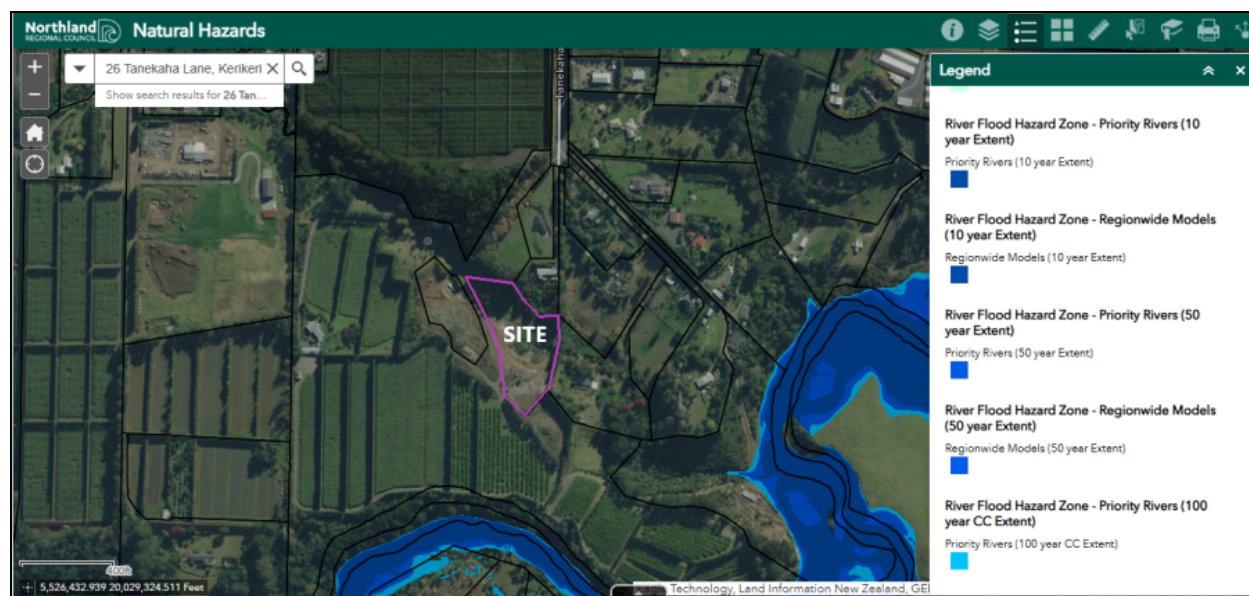 Northland
REGIONAL COUNCIL
Natural Hazards
26 Tanekaha Lane, Kerikeri
Show search results for 26 Tan...
Tanekaha
SITE
400ft
5,526,432.939 20,029,324.511 Feet
Technology, Land Information New Zealand, GEI
Legend
River Flood Hazard Zone - Priority Rivers (10
year Extent)
Priority Rivers (10 year Extent)
River Flood Hazard Zone - Regionwide Models
(10 year Extent)
Regionwide Models (10 year Extent)
River Flood Hazard Zone - Priority Rivers (50
year Extent)
Priority Rivers (50 year Extent)
River Flood Hazard Zone - Regionwide Models
(50 year Extent)
Regionwide Models (50 year Extent)
River Flood Hazard Zone - Priority Rivers (100
year CC Extent)
Priority Rivers (100 year CC Extent)